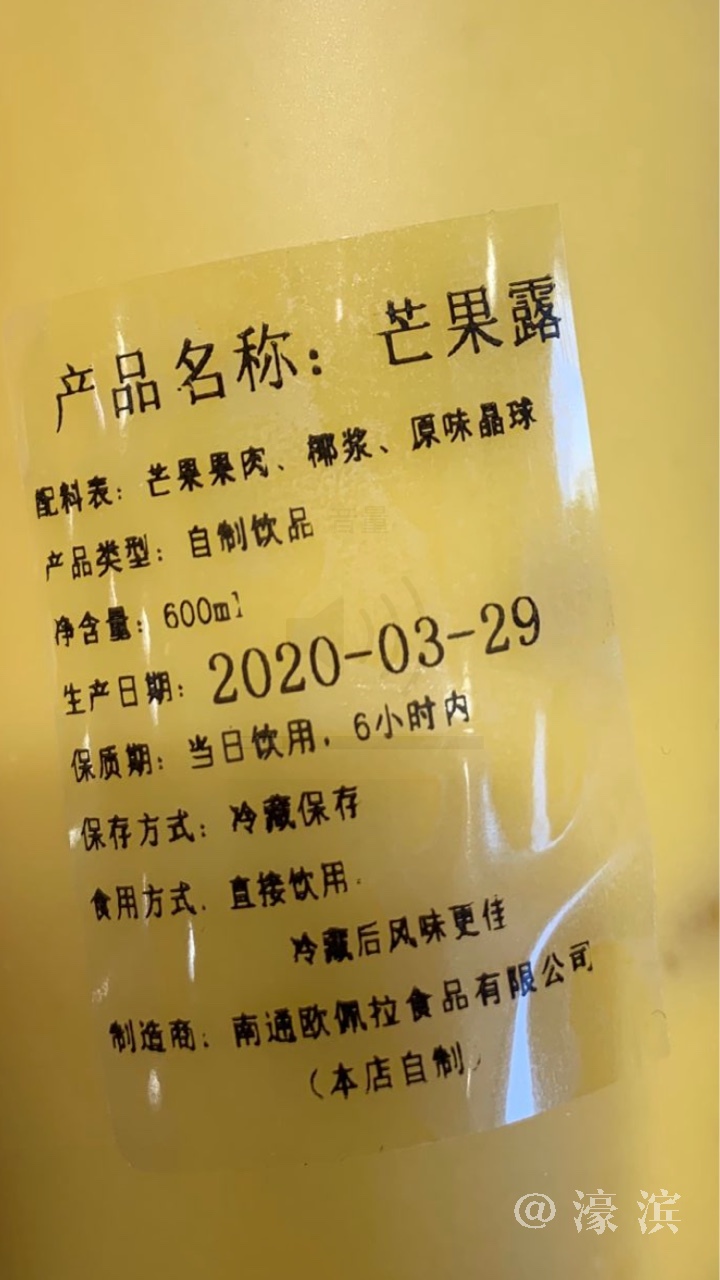 产品名称：芒果露
配料表：芒果果肉、椰浆、原味晶球
产品类型：自制饮品
净含量：600ml
生产日期：2020-03-29
保质期：当日饮用，6小时内
保存方式：冷藏保存
食用方式．直接饮用．
冷藏后风味更佳
制造商：南通欧佩拉食品有限公司
（本店自制）
@濠滨